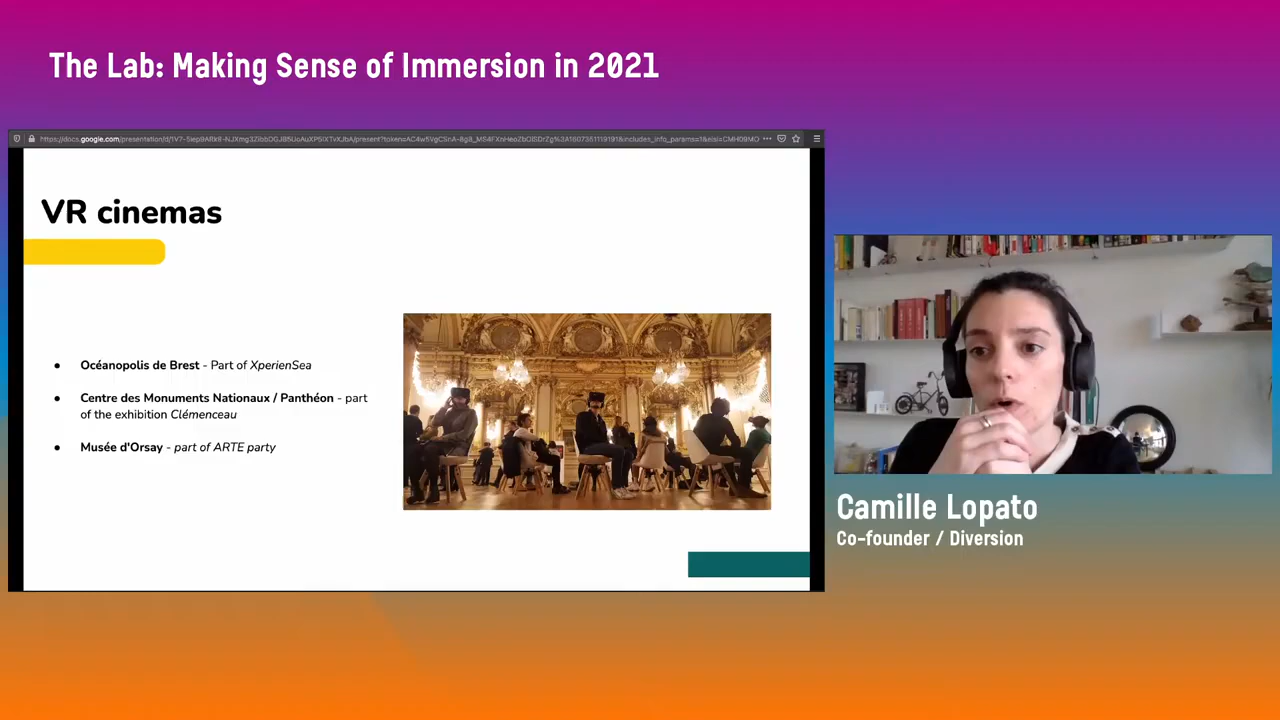 The Lab: Making Sense of Immersion in 2021
VR cinemas
● Océanopolis de Brest - Part of XperienSea
● Centre des Monuments Nationaux / Panthéon - part
of the exhibition Clémenceau
● Musée d'Orsay - part of ARTE party
Camille Lopato
Co-founder / Diversion